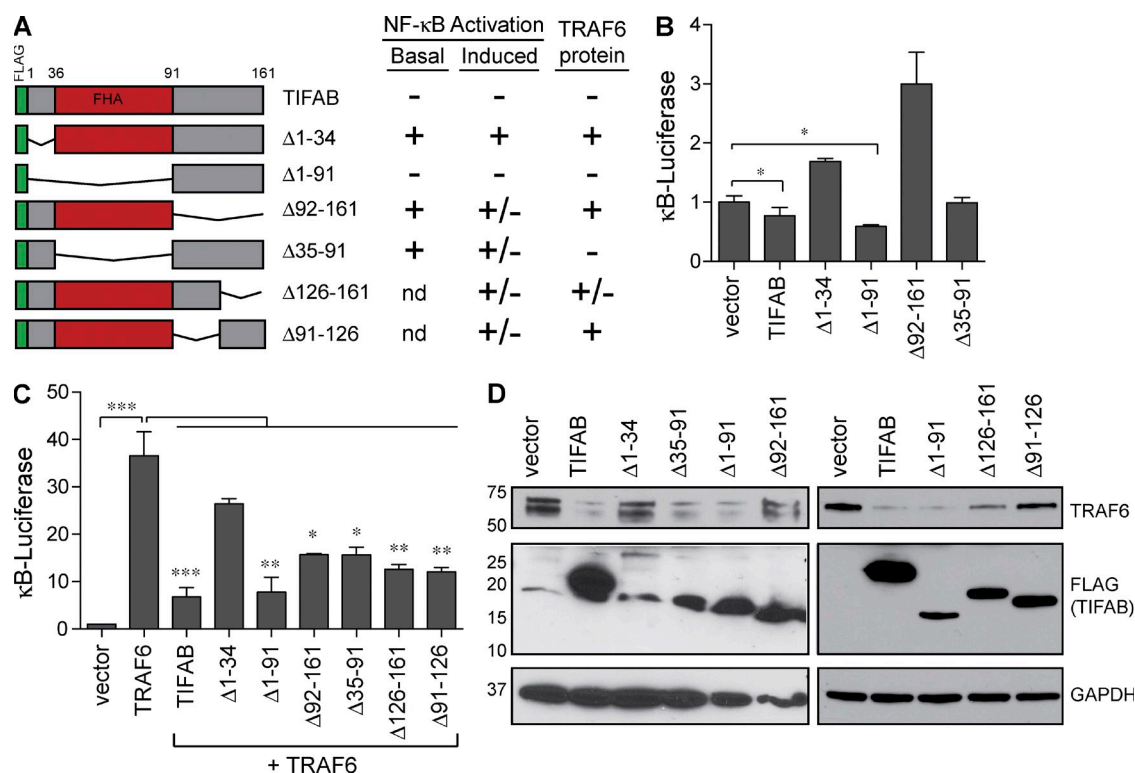 A
NF-κB Activation
TRAF6
protein
Basal
Induced
FLAG
1 36 91 161
FHA
TIFAB - - -
Δ1-34 + + +
Δ1-91 - - -
Δ92-161 + +/- +
Δ35-91 + +/- -
Δ126-161 nd +/- +/-
Δ91-126 nd +/- +
B
κB-Luciferase
4
3
2
1
0
*
*
vector
TIFAB
Δ1-34
Δ1-91
Δ92-161
Δ35-91
C
κB-Luciferase
50
40
30
20
10
0
***
***
**
*
*
**
**
vector
TRAF6
TIFAB
Δ1-34
Δ1-91
Δ92-161
Δ35-91
Δ126-161
Δ91-126
+ TRAF6
D
vector
TIFAB
Δ1-34
Δ35-91
Δ1-91
Δ92-161
vector
TIFAB
Δ1-91
Δ126-161
Δ91-126
75
50
TRAF6
25
20
15
10
FLAG
(TIFAB)
37
GAPDH